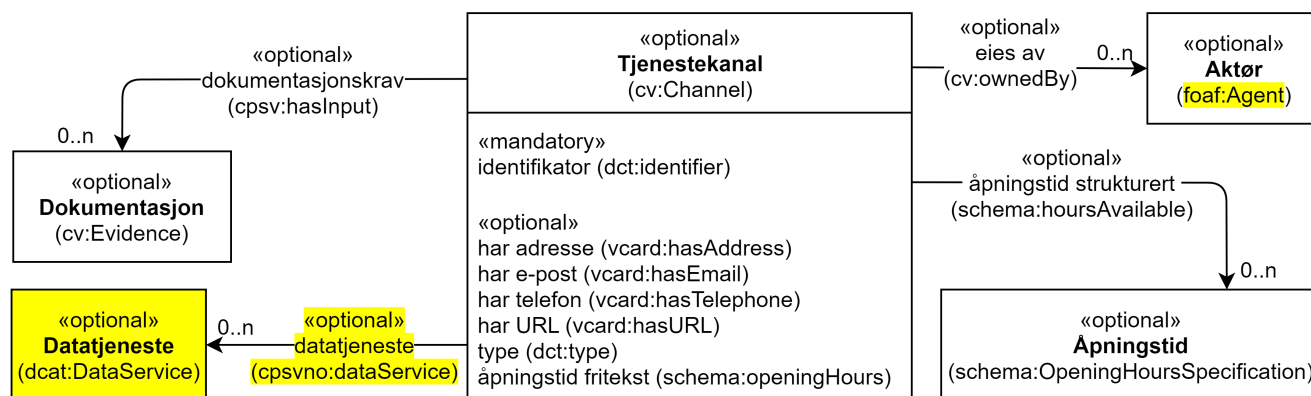 «optional»
dokumentasjonskrav
(cpsv:hasInput)
0..n
«optional»
Dokumentasjon
(cv:Evidence)
«optional»
Datatjeneste
(dcat:DataService)
0..n
«optional»
datatjeneste
(cpsvno:dataService)
«optional»
Tjenestekanal
(cv:Channel)
«mandatory»
identifikator (dct:identifier)
«optional»
har adresse (vcard:hasAddress)
har e-post (vcard:hasEmail)
har telefon (vcard:hasTelephone)
har URL (vcard:hasURL)
type (dct:type)
åpningstid fritekst (schema:openingHours)
«optional»
eies av
(cv:ownedBy)
0..n
«optional»
Aktør
(foaf:Agent)
«optional»
åpningstid strukturert
(schema:hoursAvailable)
0..n
«optional»
Åpningstid
(schema:OpeningHoursSpecification)